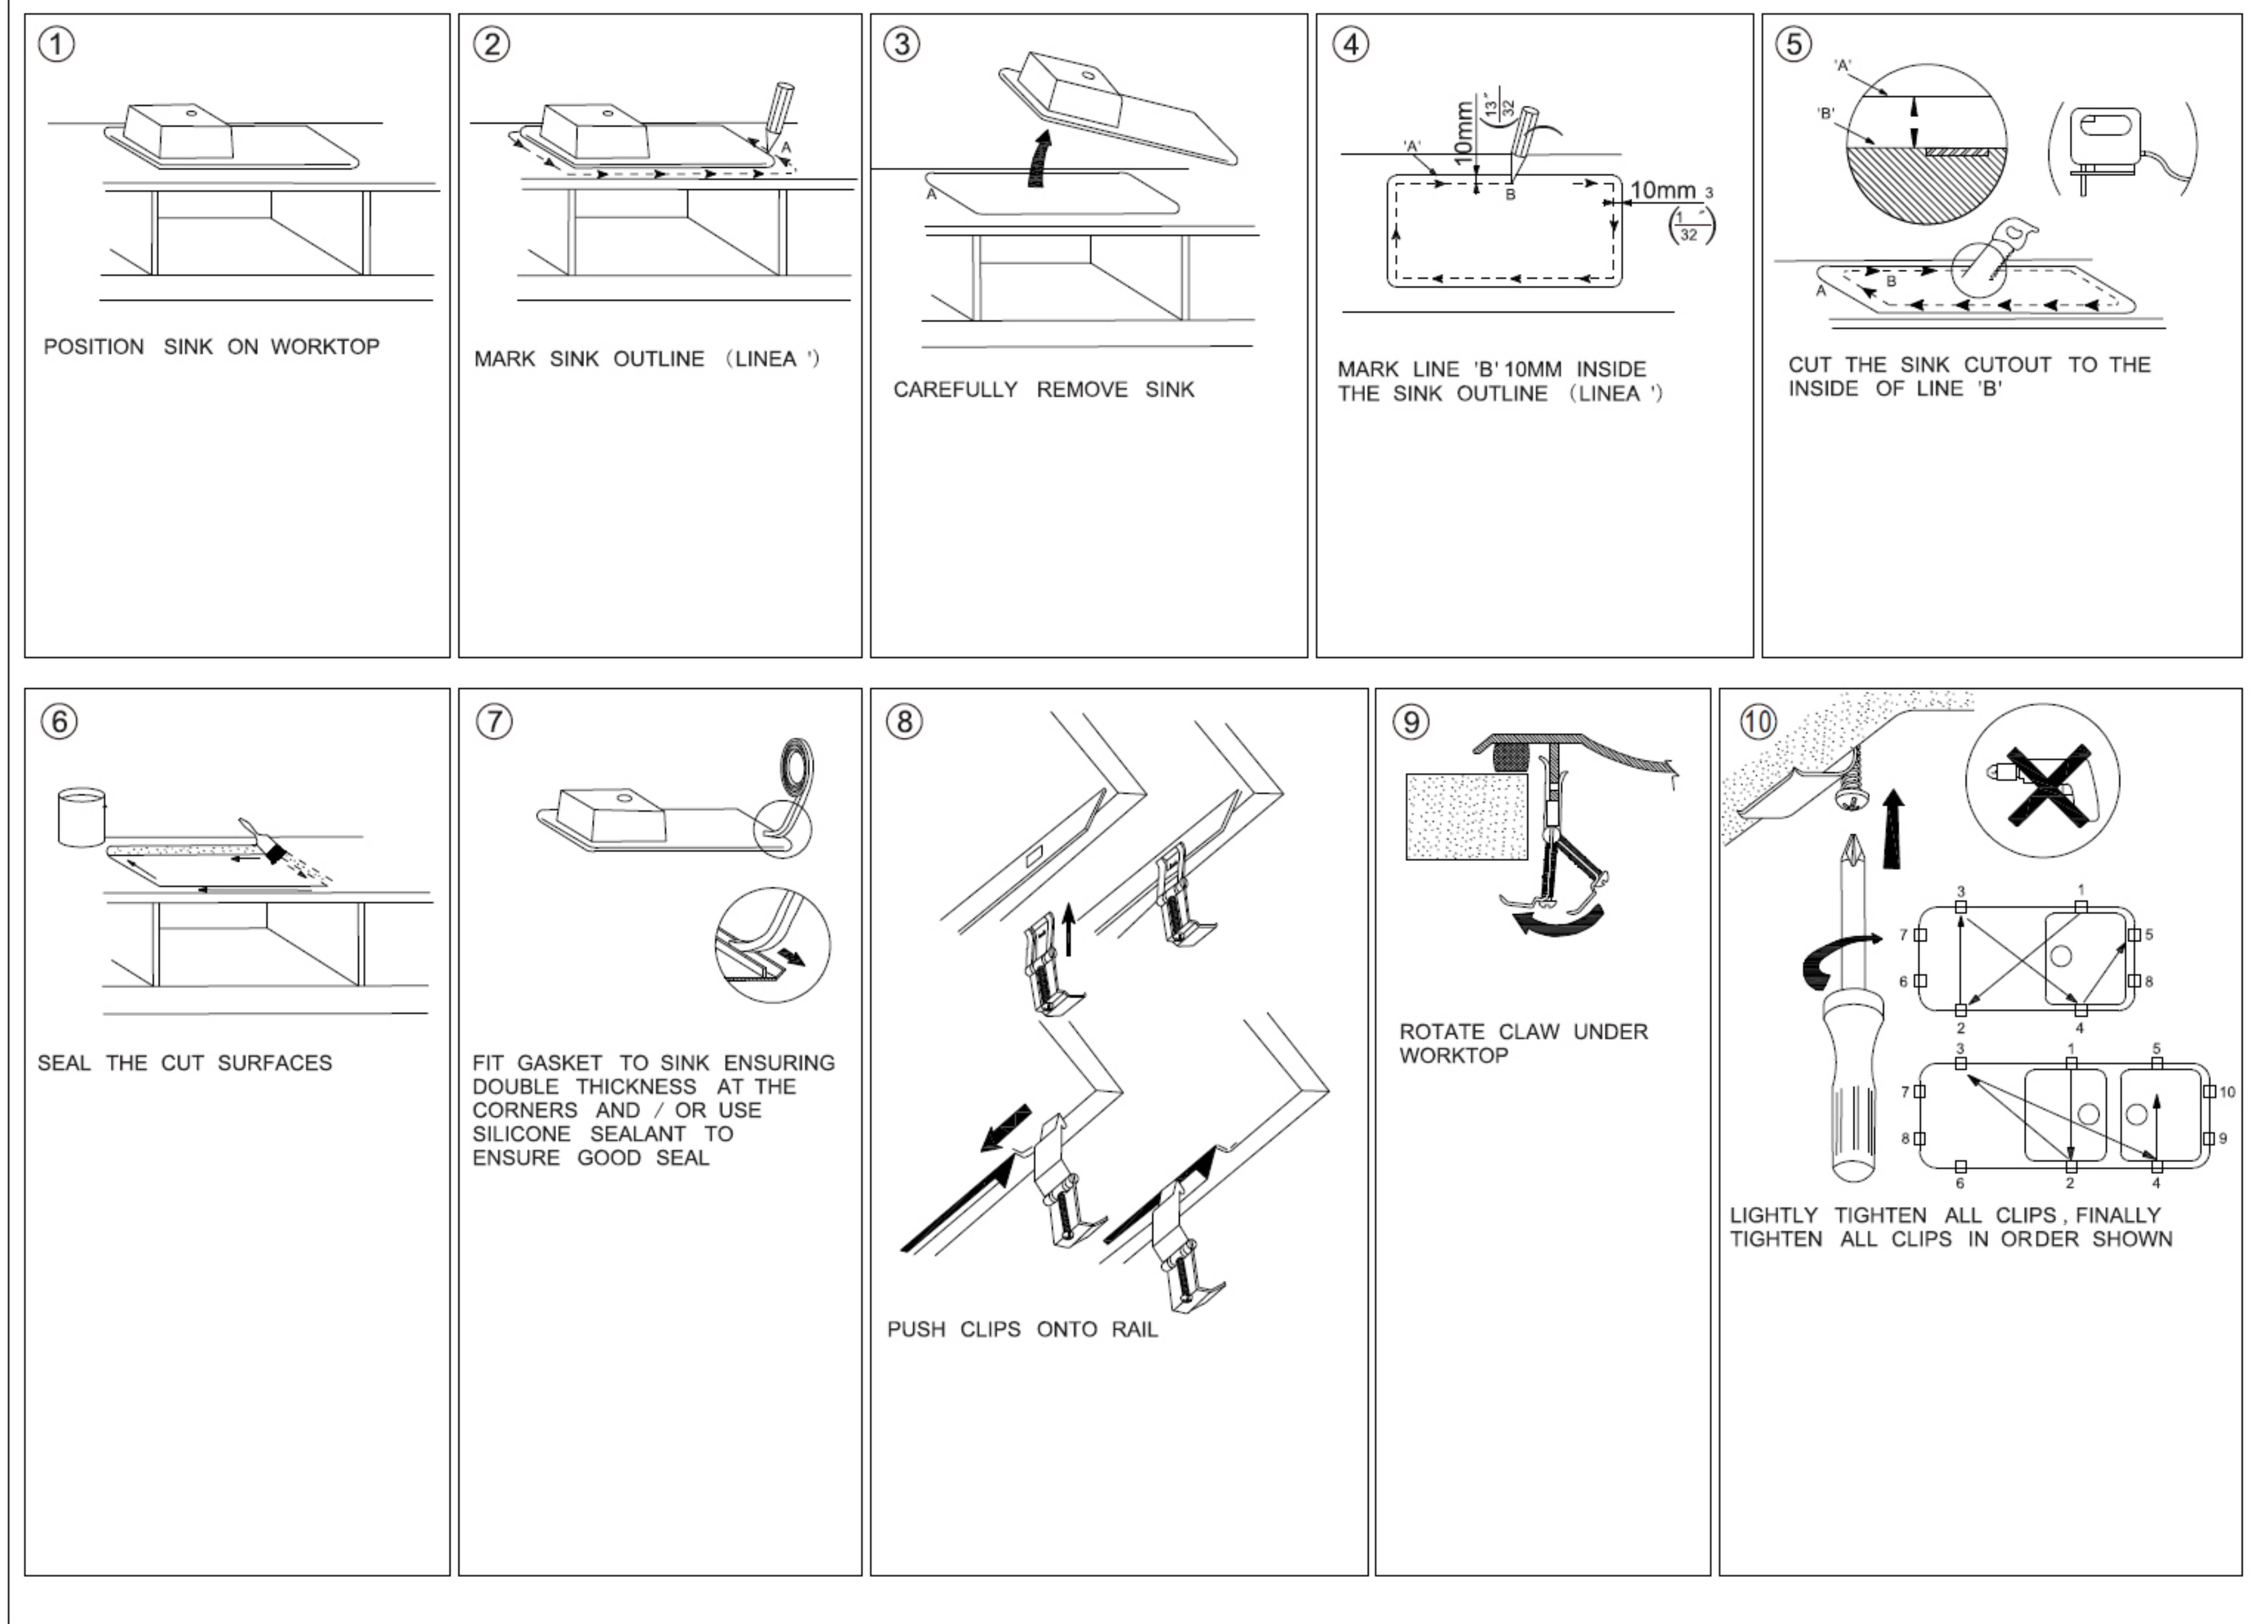 ①
POSITION SINK ON WORKTOP
②
A
MARK SINK OUTLINE (LINEA ')
③
A
CAREFULLY REMOVE SINK
④
10mm
13"
32
'A'
B
10mm 3
(1 "
32)
MARK LINE 'B' 10MM INSIDE
THE SINK OUTLINE (LINEA ')
⑤
'A'
'B'
B
A
CUT THE SINK CUTOUT TO THE
INSIDE OF LINE 'B'
⑥
SEAL THE CUT SURFACES
⑦
FIT GASKET TO SINK ENSURING
DOUBLE THICKNESS AT THE
CORNERS AND / OR USE
SILICONE SEALANT TO
ENSURE GOOD SEAL
⑧
PUSH CLIPS ONTO RAIL
⑨
ROTATE CLAW UNDER
WORKTOP
⑩
3 1
7 5
6 8
2 4
3 1 5
7 10
8 9
6 2 4
LIGHTLY TIGHTEN ALL CLIPS, FINALLY
TIGHTEN ALL CLIPS IN ORDER SHOWN